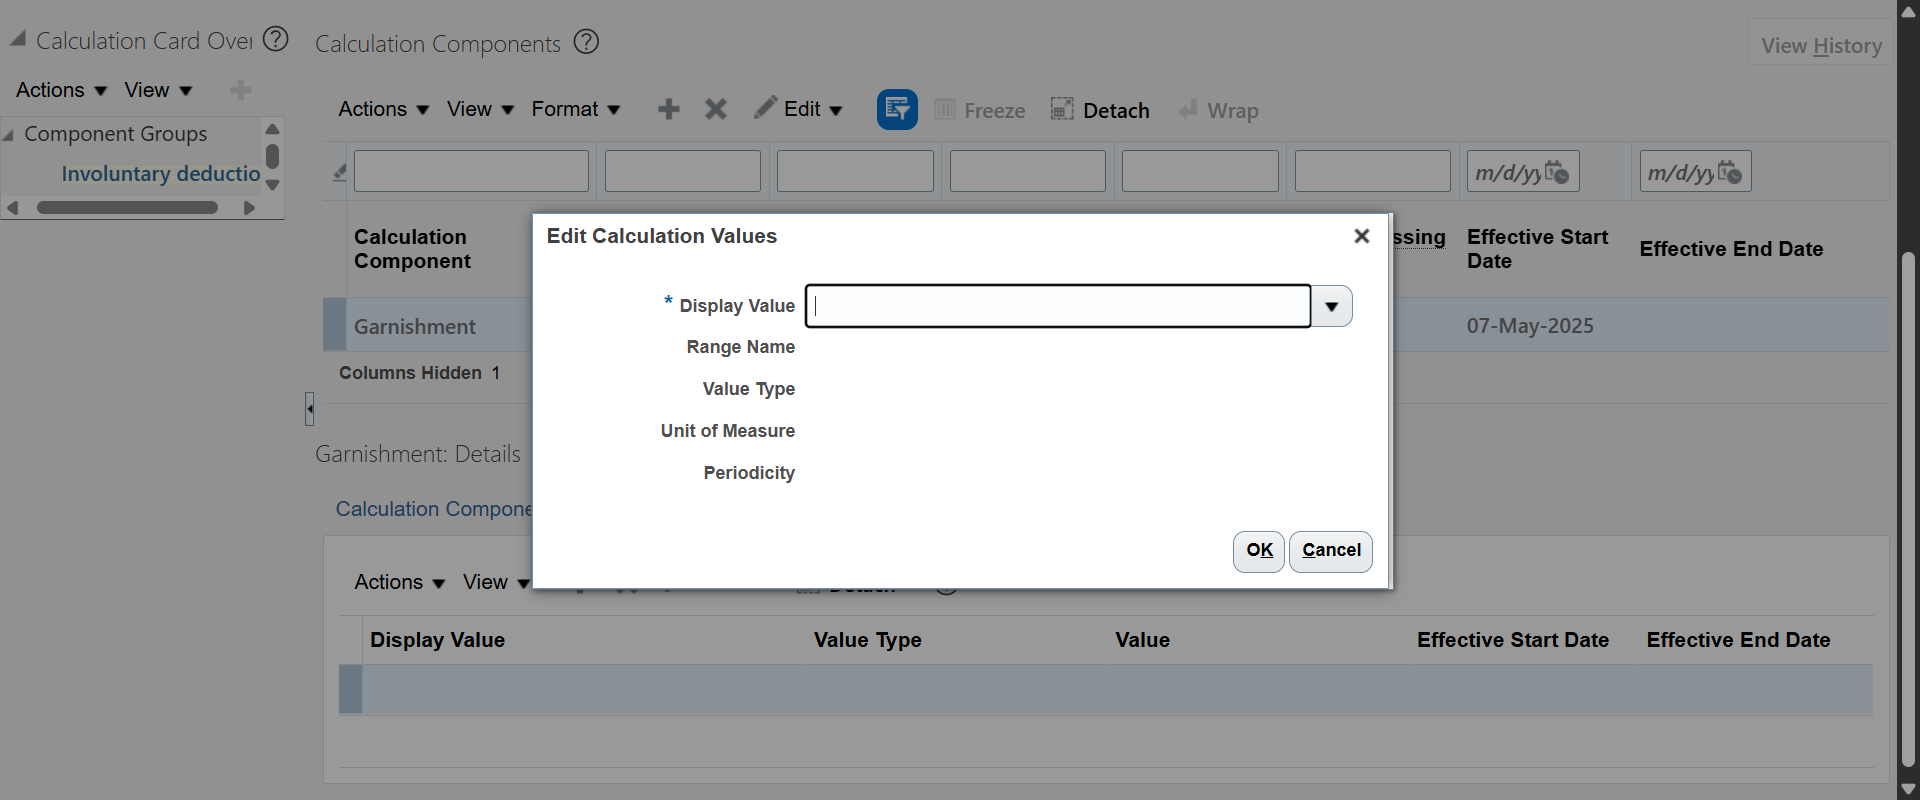 Calculation Card Over
Calculation Components
View History
Actions View
Actions View Format Edit Freeze Detach Wrap
Component Groups
Involuntary deductio
m/d/yy m/d/yy
Calculation Component
ssing
Effective Start Date
Effective End Date
Garnishment
07-May-2025
Columns Hidden 1
Garnishment: Details
Calculation Compone
Edit Calculation Values
* Display Value
Range Name
Value Type
Unit of Measure
Periodicity
OK Cancel
Actions View
Display Value Value Type Value Effective Start Date Effective End Date